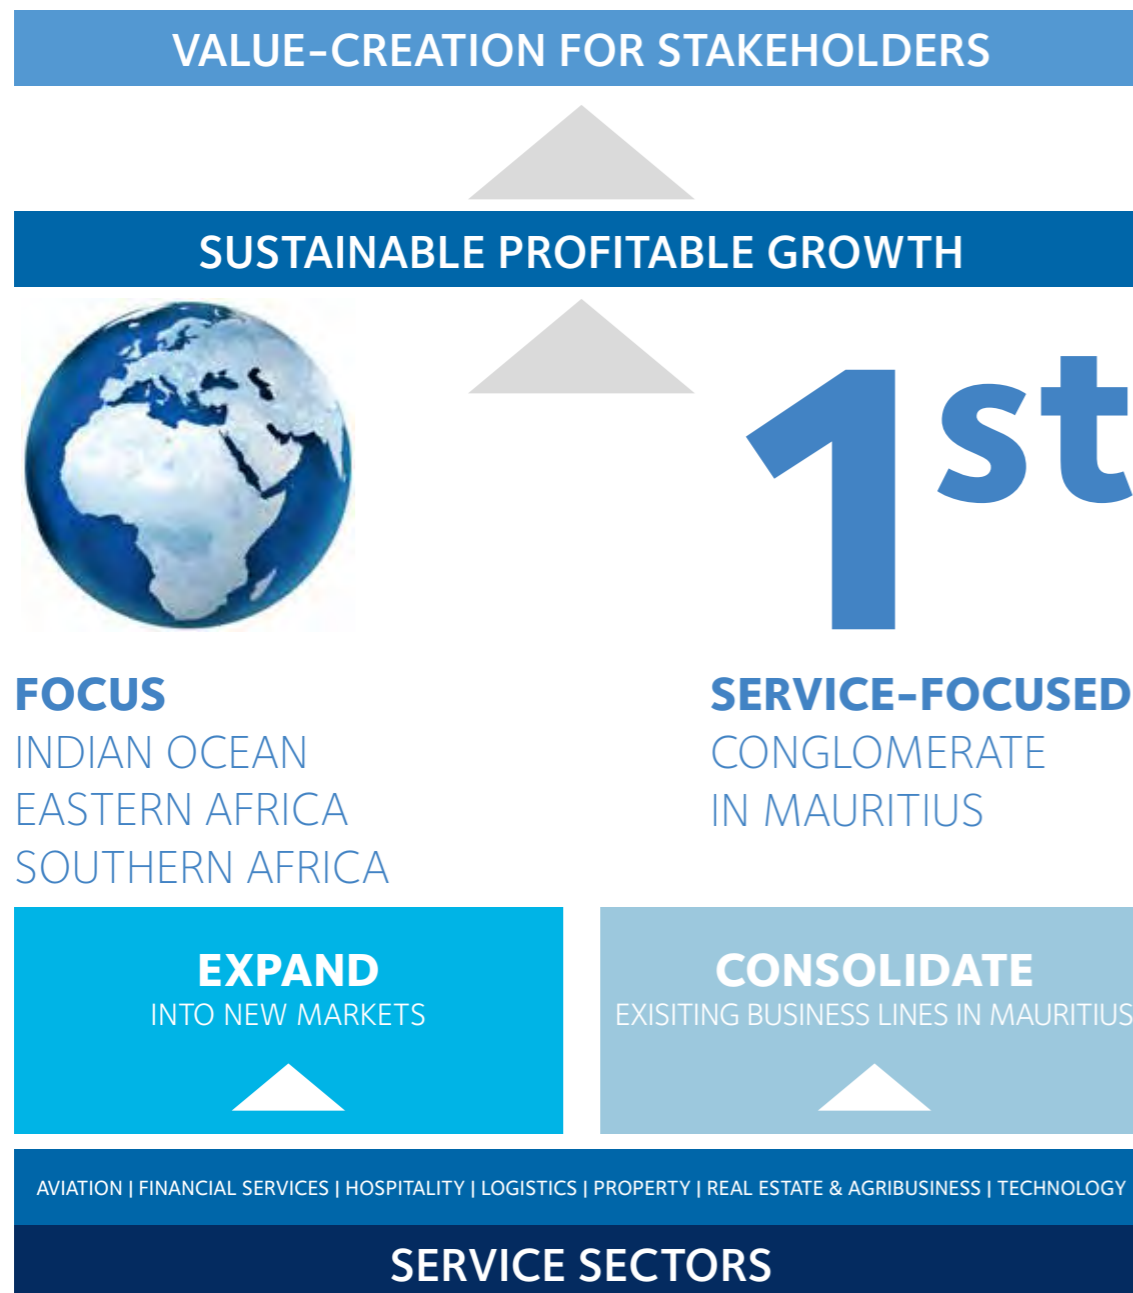 VALUE-CREATION FOR STAKEHOLDERS
SUSTAINABLE PROFITABLE GROWTH
1st
FOCUS
INDIAN OCEAN
EASTERN AFRICA
SOUTHERN AFRICA
SERVICE-FOCUSED
CONGLOMERATE
IN MAURITIUS
EXPAND
INTO NEW MARKETS
CONSOLIDATE
EXISITING BUSINESS LINES IN MAURITIUS
AVIATION | FINANCIAL SERVICES | HOSPITALITY | LOGISTICS | PROPERTY | REAL ESTATE & AGRIBUSINESS | TECHNOLOGY
SERVICE SECTORS